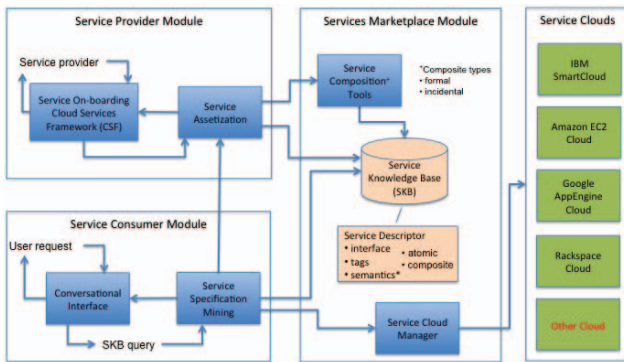 Service Provider Module
Service provider
Service On-boarding
Cloud Services
Framework (CSF)
Service
Assetization
Service Consumer Module
User request
Conversational
Interface
Service
Specification
Mining
SKB query
Services Marketplace Module
Service
Composition*
Tools
*Composite types
• formal
• incidental
Service
Knowledge Base
(SKB)
Service Descriptor
• interface
• tags
• semantics*
• atomic
• composite
Service Cloud
Manager
Service Clouds
IBM
SmartCloud
Amazon EC2
Cloud
Google
AppEngine
Cloud
Rackspace
Cloud
Other Cloud